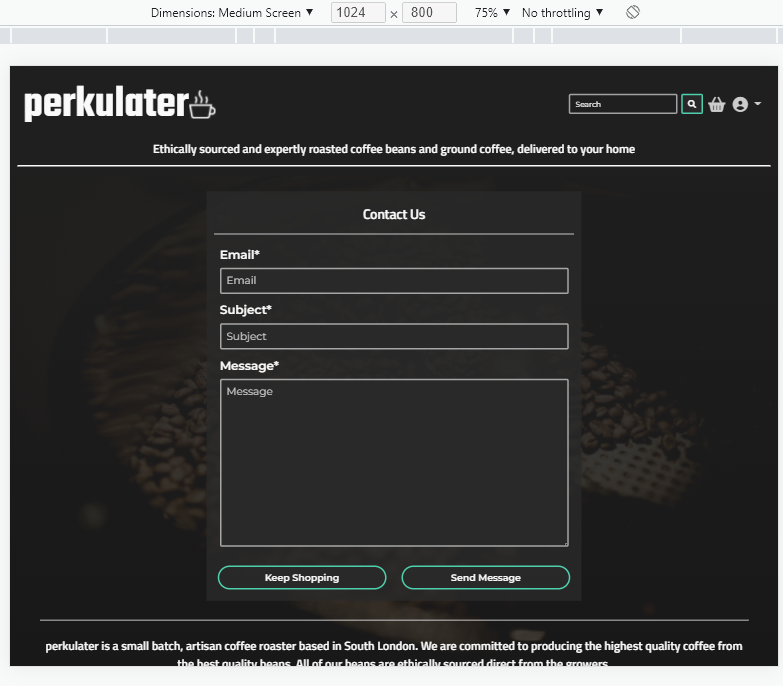 Dimensions: Medium Screen ▼ 1024 × 800 75% ▼ No throttling ▼
perkulater
Search
Ethically sourced and expertly roasted coffee beans and ground coffee, delivered to your home
Contact Us
Email*
Email
Subject*
Subject
Message*
Message
Keep Shopping Send Message
perkulater is a small batch, artisan coffee roaster based in South London. We are committed to producing the highest quality coffee from
the best quality beans. All of our beans are ethically sourced direct from the growers.